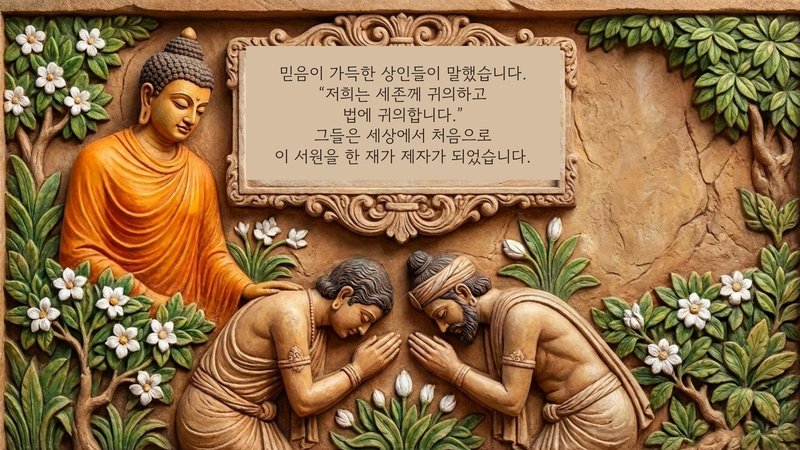 믿음이 가득한 상인들이 말했습니다.
“저희는 세존께 귀의하고
법에 귀의합니다.”
그들은 세상에서 처음으로
이 서원을 한 재가 제자가 되었습니다.